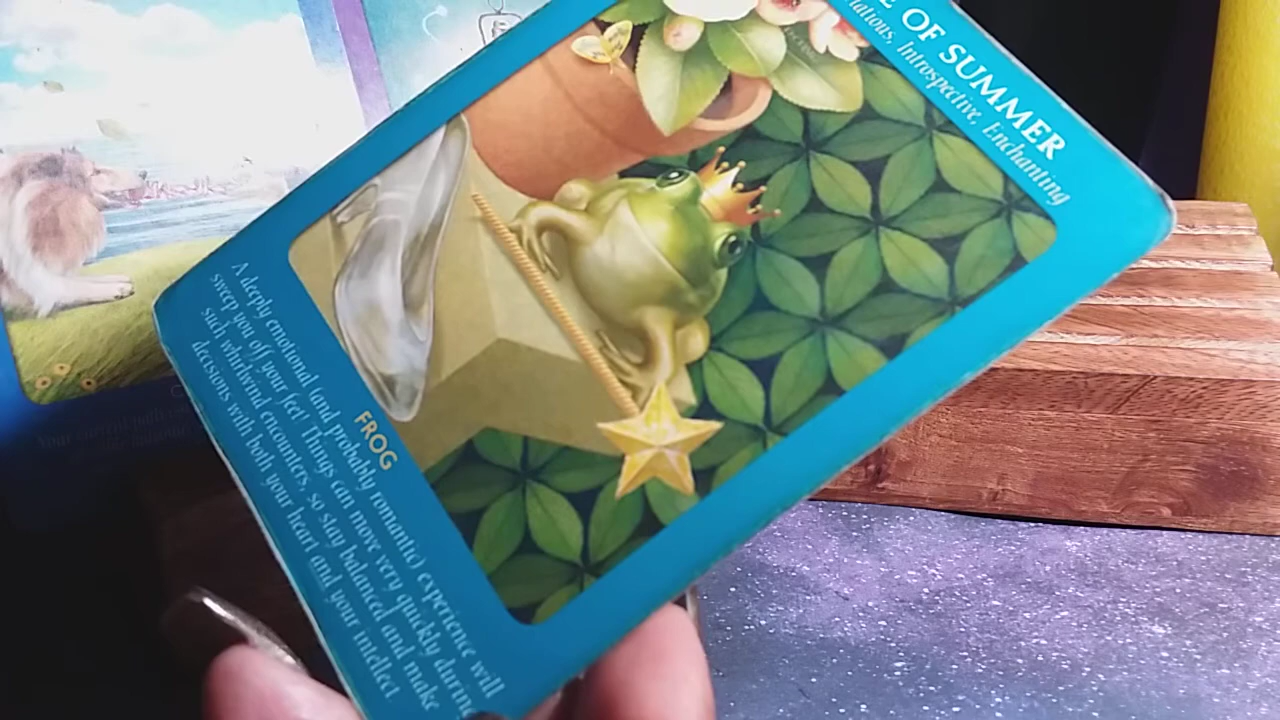 OF SUMMER
Introspective, Enchanting
FROG
A deeply emotional (and probably romantic) experience will
sweep you off your feet! Things can move very quickly during
such whirlwind encounters, so stay balanced and make
decisions with both your heart and your intellect